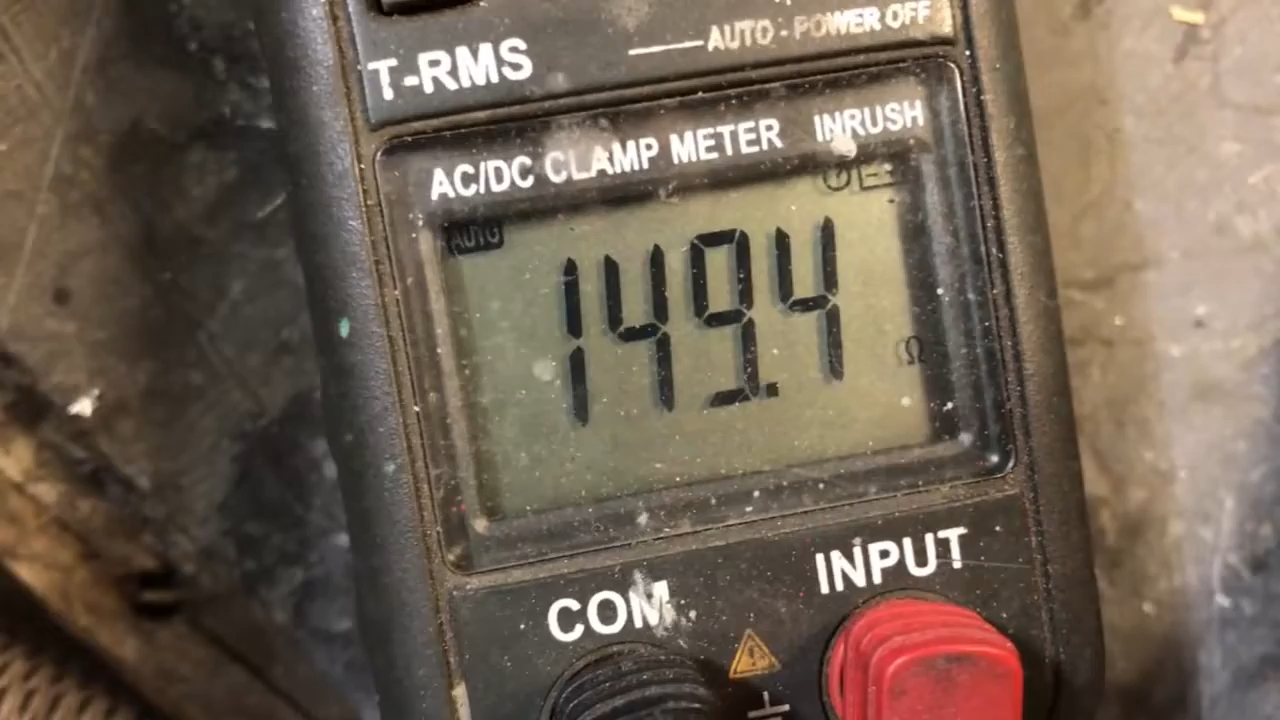 AUTO - POWER OFF
T-RMS
AC/DC CLAMP METER INRUSH
AUTO
149.4
Ω
COM
INPUT